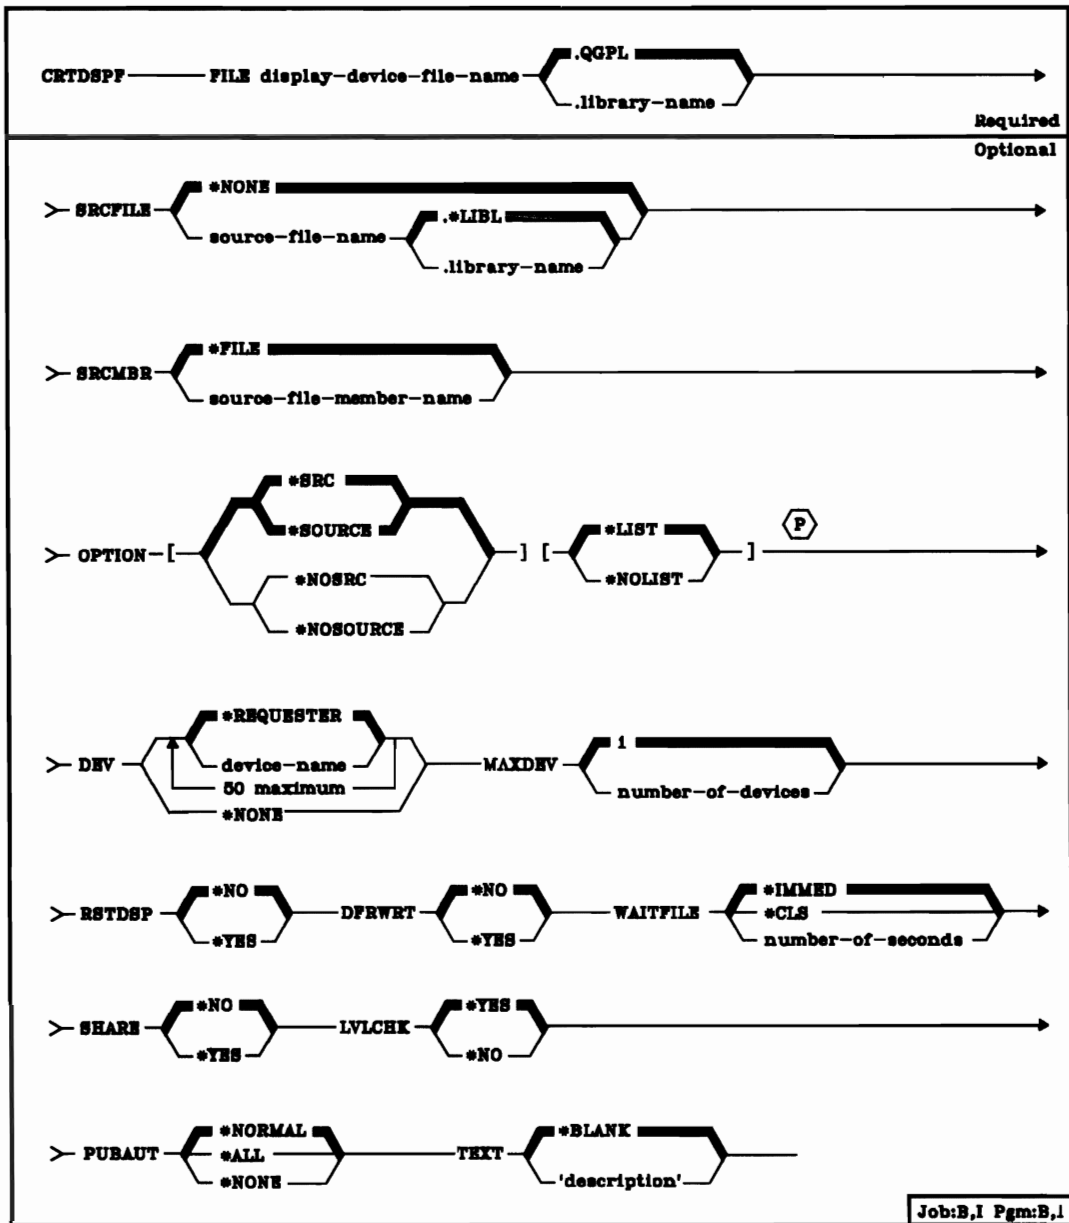 .QGPL
CRTDSPF FILE display-device-file-name
.library-name
Required
Optional
*NONE
SRCFILE
.*LIBL
source-file-name
.library-name
*FILE
SRCMBR
source-file-member-name
*SRC
*SOURCE
*LIST
P
OPTION [ ] [ ]
*NOSRC
*NOLIST
*NOSOURCE
*REQUESTER
1
DEV
device-name
MAXDEV
50 maximum
number-of-devices
*NONE
*NO *NO *IMMED
RSTDSP DFRWRT WAITFILE *CLS
*YES *YES number-of-seconds
*NO *YES
SHARE LVLCHK
*YES *NO
*NORMAL *BLANK
PUBAUT *ALL TEXT
*NONE 'description'
Job:B,I Pgm:B,I